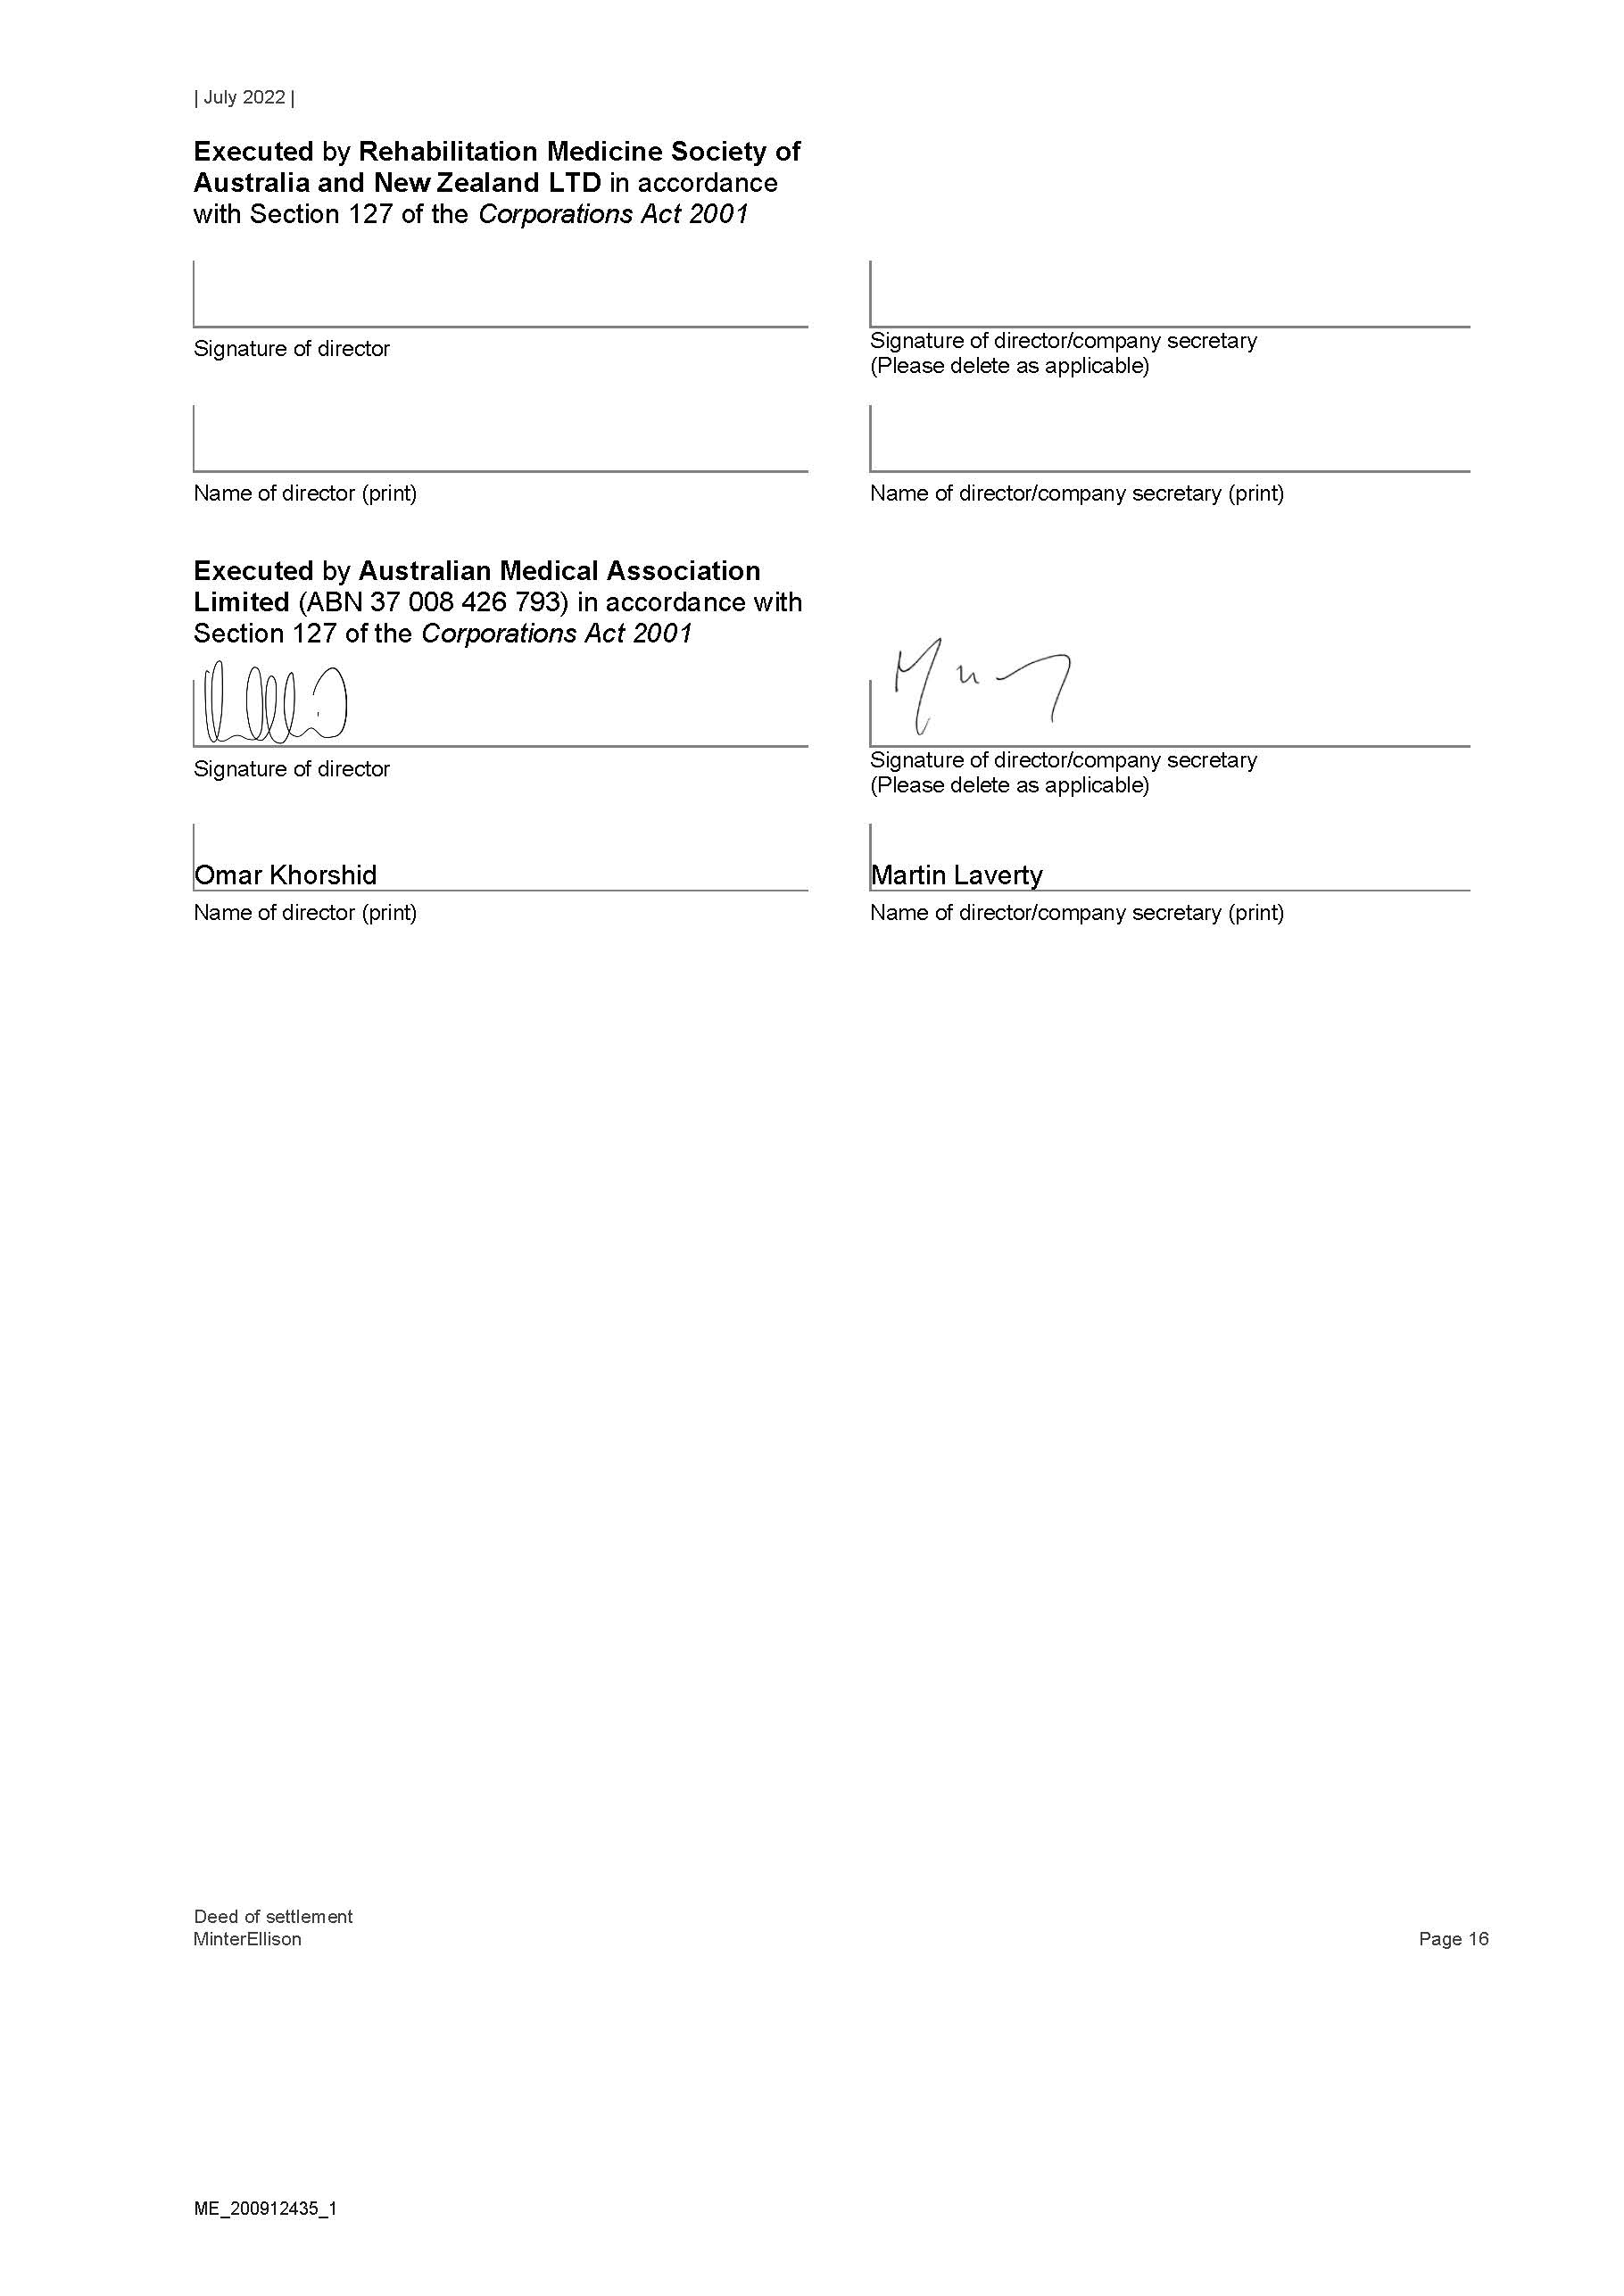 | July 2022 |
Executed by Rehabilitation Medicine Society of
Australia and New Zealand LTD in accordance
with Section 127 of the Corporations Act 2001
Signature of director
Signature of director/company secretary
(Please delete as applicable)
Name of director (print)
Name of director/company secretary (print)
Executed by Australian Medical Association
Limited (ABN 37 008 426 793) in accordance with
Section 127 of the Corporations Act 2001
Signature of director
Signature of director/company secretary
(Please delete as applicable)
Omar Khorshid
Martin Laverty
Name of director (print)
Name of director/company secretary (print)
Deed of settlement
MinterEllison
Page 16
ME_200912435_1